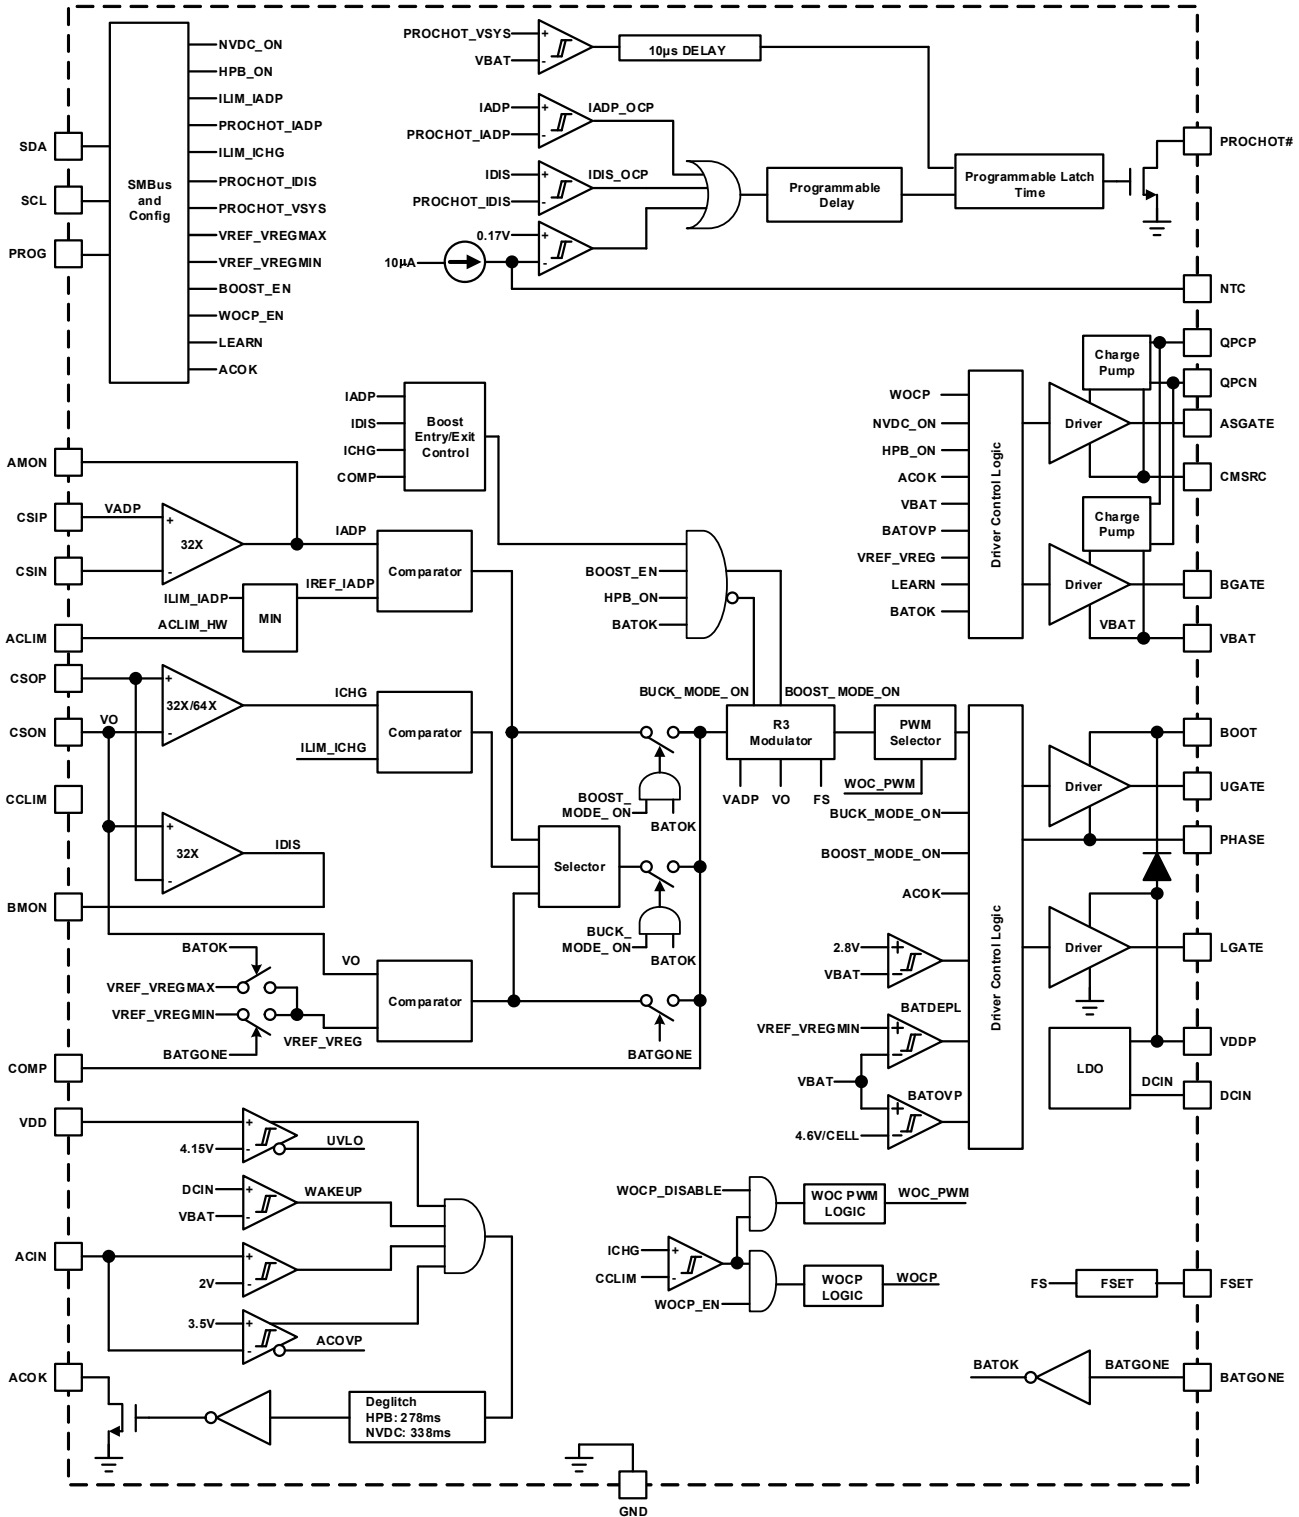 SDA
SCL
PROG
SMBus
and
Config
NVDC_ON
HPB_ON
ILIM_IADP
PROCHOT_IADP
ILIM_ICHG
PROCHOT_IDIS
PROCHOT_VSYS
VREF_VREGMAX
VREF_VREGMIN
BOOST_EN
WOCP_EN
LEARN
ACOK
PROCHOT_VSYS
VBAT
+
-
10µs DELAY
IADP
PROCHOT_IADP
+
-
IADP_OCP
IDIS
PROCHOT_IDIS
+
-
IDIS_OCP
0.17V
10µA
+
-
Programmable
Delay
Programmable Latch
Time
PROCHOT#
NTC
QPCP
QPCN
ASGATE
CMSRC
BGATE
VBAT
Charge
Pump
Driver
Charge
Pump
Driver
VBAT
Driver Control Logic
WOCP
NVDC_ON
HPB_ON
ACOK
VBAT
BATOVP
VREF_VREG
LEARN
BATOK
IADP
IDIS
ICHG
COMP
Boost
Entry/Exit
Control
BOOST_EN
HPB_ON
BATOK
AMON
CSIP
CSIN
ACLIM
VADP
+
-
32X
IADP
ILIM_IADP
ACLIM_HW
MIN
IREF_IADP
Comparator
CSOP
CSON
CCLIM
BMON
VO
+
-
32X/64X
ICHG
ILIM_ICHG
Comparator
+
-
32X
IDIS
BUCK_MODE_ON
BOOST_MODE_ON
R3
Modulator
VADP
VO
FS
PWM
Selector
WOC_PWM
BOOST_
MODE_ ON
BATOK
Selector
BUCK_
MODE_ ON
BATOK
BATOK
VREF_VREGMAX
VREF_VREGMIN
BATGONE
VREF_VREG
VO
Comparator
BATGONE
COMP
Driver Control Logic
BUCK_MODE_ON
BOOST_MODE_ON
ACOK
2.8V
VBAT
+
-
BATDEPL
VREF_VREGMIN
+
-
VBAT
BATOVP
4.6V/CELL
+
-
Driver
Driver
LDO
DCIN
BOOT
UGATE
PHASE
LGATE
VDDP
DCIN
VDD
4.15V
+
-
UVLO
DCIN
VBAT
+
-
WAKEUP
ACIN
2V
+
-
3.5V
+
-
ACOVP
ACOK
Deglitch
HPB: 278ms
NVDC: 338ms
WOCP_DISABLE
ICHG
CCLIM
+
-
WOCP_EN
WOC PWM
LOGIC
WOC_PWM
WOCP
LOGIC
WOCP
FS
FSET
FSET
BATOK
BATGONE
BATGONE
GND